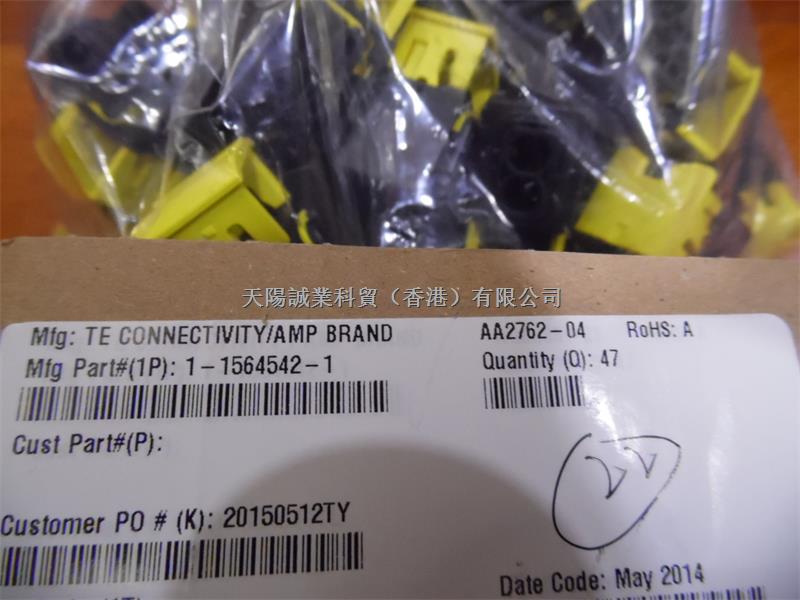 天陽誠業科貿（香港）有限公司
Mfg: TE CONNECTIVITY/AMP BRAND AA2762-04 RoHS: A
Mfg Part#(1P): 1-1564542-1 Quantity (Q): 47
Cust Part#(P):
22
Customer PO # (K): 20150512TY
Date Code: May 2014